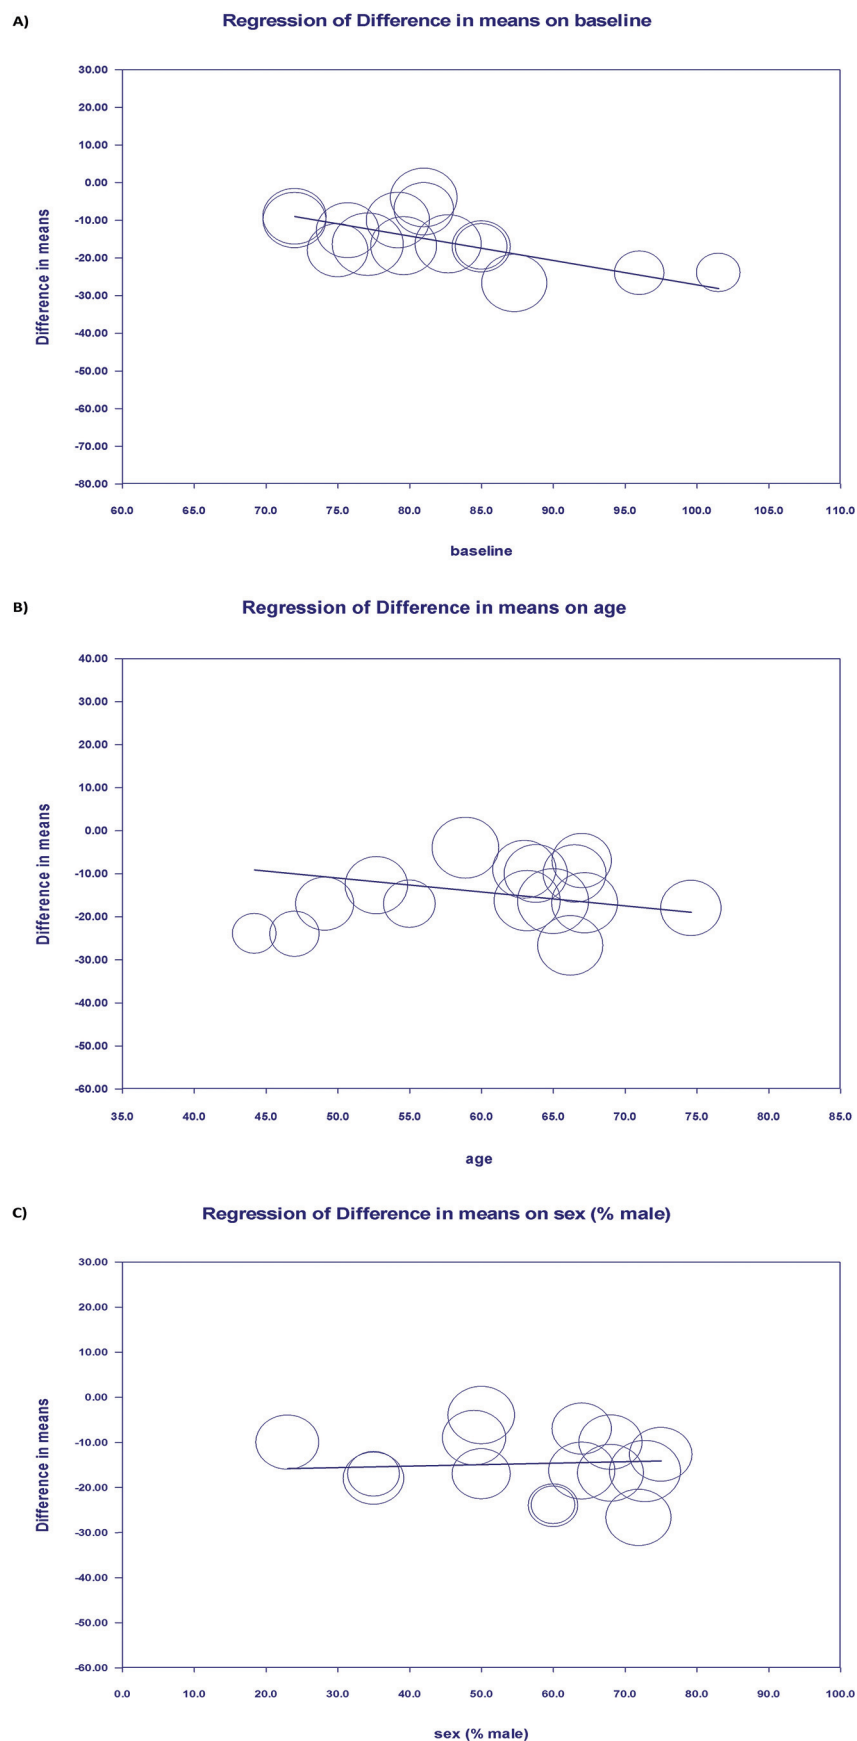 A)
Regression of Difference in means on baseline
30.00
20.00
10.00
0.00
-10.00
-20.00
-30.00
-40.00
-50.00
-60.00
-70.00
-80.00
Difference in means
60.0 65.0 70.0 75.0 80.0 85.0 90.0 95.0 100.0 105.0 110.0
baseline
B)
Regression of Difference in means on age
40.00
30.00
20.00
10.00
0.00
-10.00
-20.00
-30.00
-40.00
-50.00
-60.00
Difference in means
35.0 40.0 45.0 50.0 55.0 60.0 65.0 70.0 75.0 80.0 85.0
age
C)
Regression of Difference in means on sex (% male)
30.00
20.00
10.00
0.00
-10.00
-20.00
-30.00
-40.00
-50.00
-60.00
Difference in means
0.0 10.0 20.0 30.0 40.0 50.0 60.0 70.0 80.0 90.0 100.0
sex (% male)